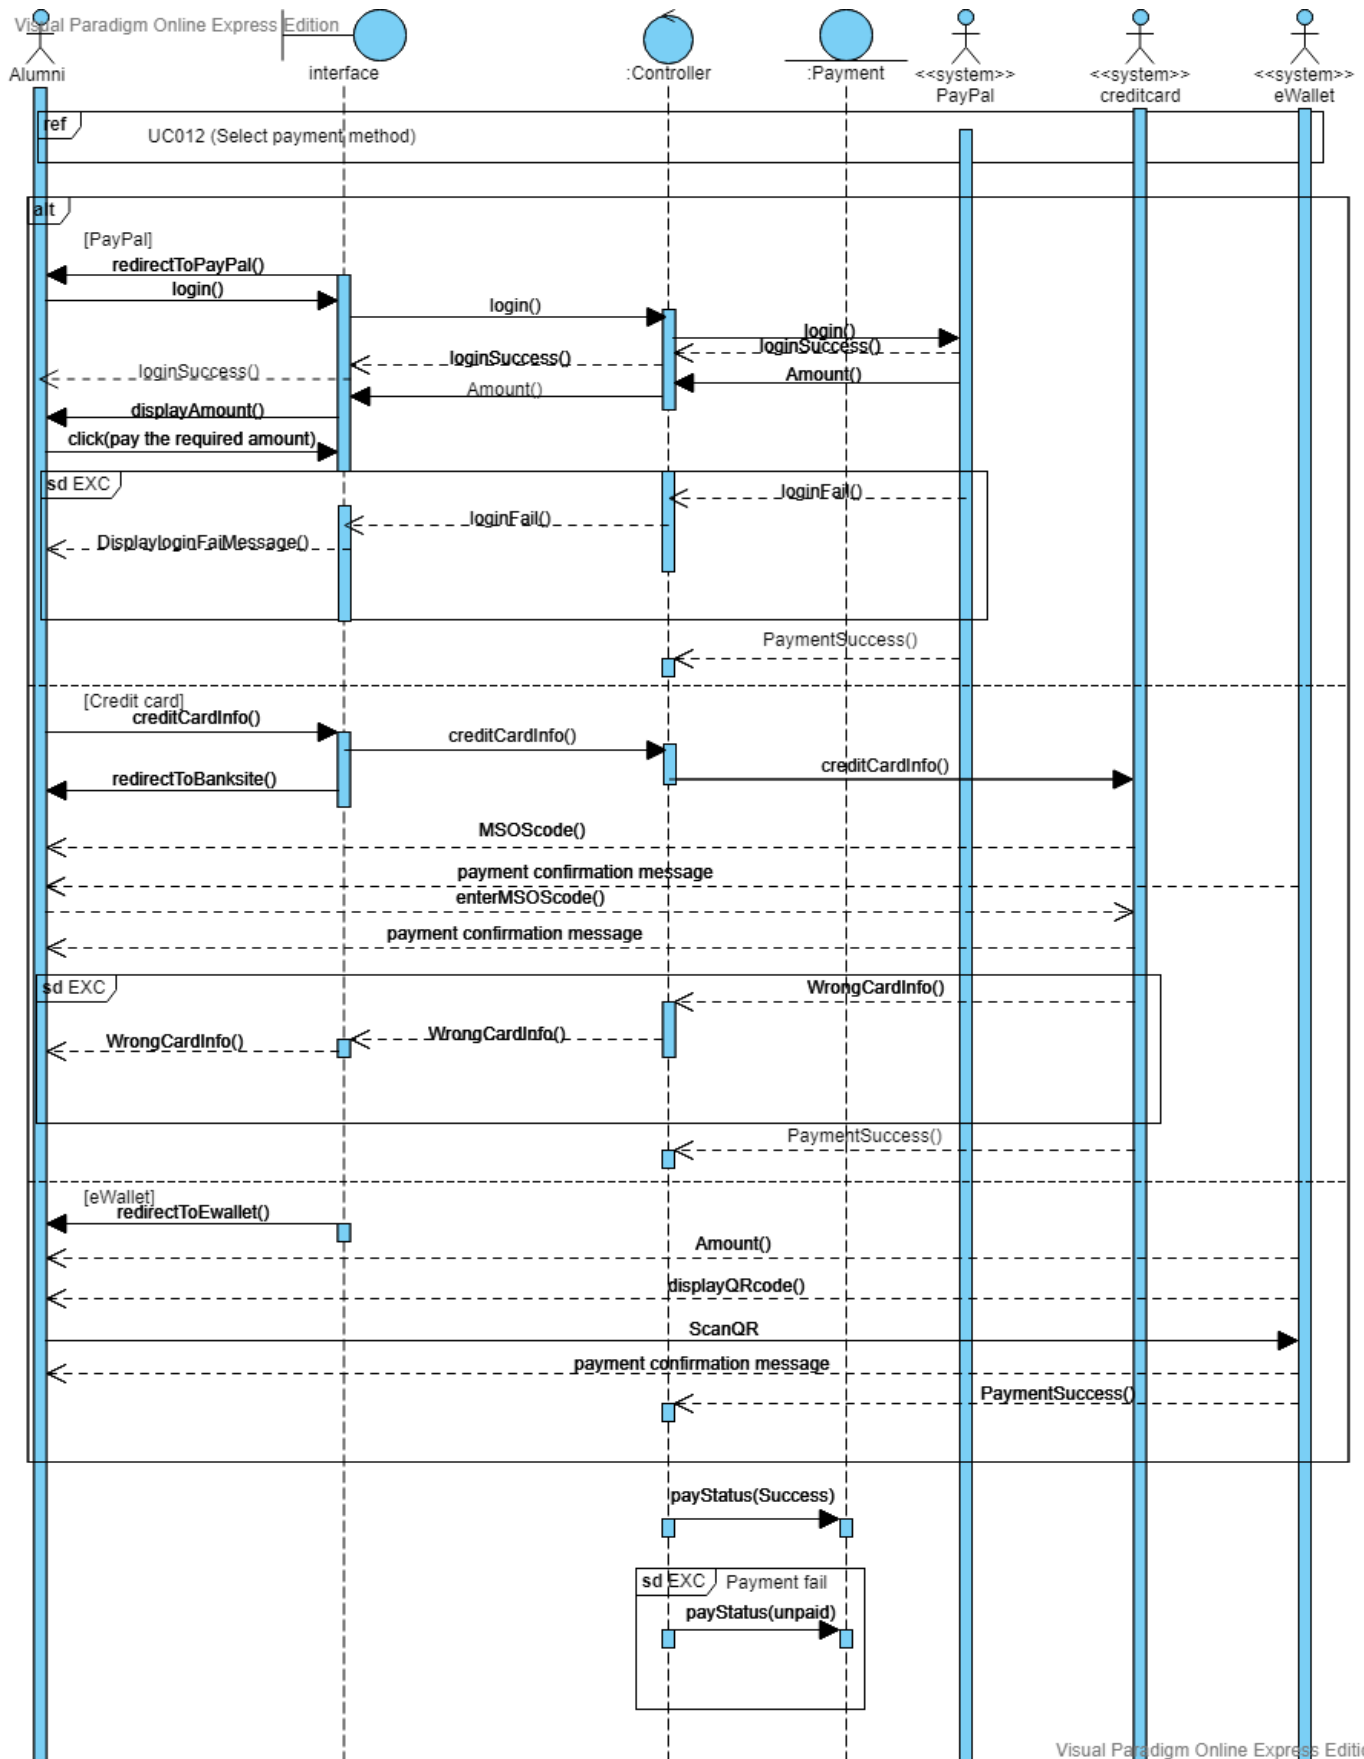 Visual Paradigm Online Express Edition
Alumni
interface
:Controller
:Payment
<<system>>
PayPal
<<system>>
creditcard
<<system>>
eWallet
ref
UC012 (Select payment method)
alt
[PayPal]
redirectToPayPal()
login()
login()
login()
loginSuccess()
loginSuccess()
loginSuccess()
Amount()
Amount()
displayAmount()
click(pay the required amount)
sd EXC
loginFail()
loginFail()
DisplayloginFailMessage()
PaymentSuccess()
[Credit card]
creditCardInfo()
creditCardInfo()
creditCardInfo()
redirectToBanksite()
MSOScode()
payment confirmation message
enterMSOScode()
payment confirmation message
sd EXC
WrongCardInfo()
WrongCardInfo()
WrongCardInfo()
PaymentSuccess()
[eWallet]
redirectToEwallet()
Amount()
displayQRcode()
ScanQR
payment confirmation message
PaymentSuccess()
payStatus(Success)
sd EXC
Payment fail
payStatus(unpaid)
Visual Paradigm Online Express Editi